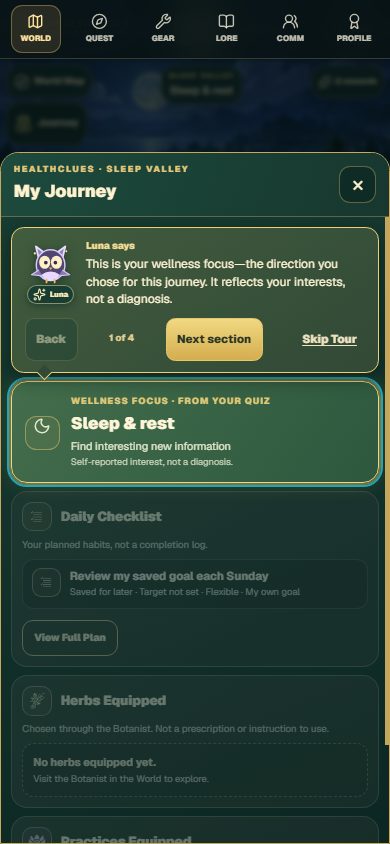 WORLD
QUEST
GEAR
LORE
COMM
PROFILE
World Map
Sleep & rest
Journey
HEALTHCLUES · SLEEP VALLEY
My Journey
Luna says
This is your wellness focus—the direction you
chose for this journey. It reflects your interests,
not a diagnosis.
Luna
Back
1 of 4
Next section
Skip Tour
WELLNESS FOCUS · FROM YOUR QUIZ
Sleep & rest
Find interesting new information
Self-reported interest, not a diagnosis.
Daily Checklist
Your planned habits, not a completion log.
Review my saved goal each Sunday
Saved for later · Target not set · Flexible · My own goal
View Full Plan
Herbs Equipped
Chosen through the Botanist. Not a prescription or instruction to use.
No herbs equipped yet.
Visit the Botanist in the World to explore.
Practices Equipped